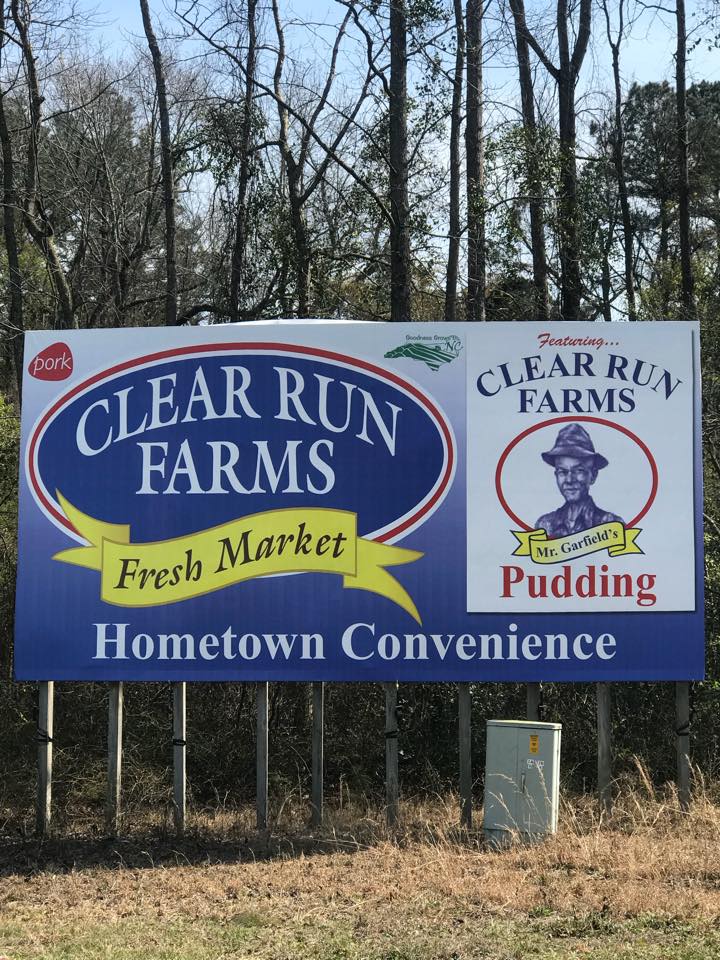 pork
CLEAR RUN
FARMS
Fresh Market
Goodness Grows In
NC
Featuring...
CLEAR RUN
FARMS
Mr. Garfield's
Pudding
Hometown Convenience